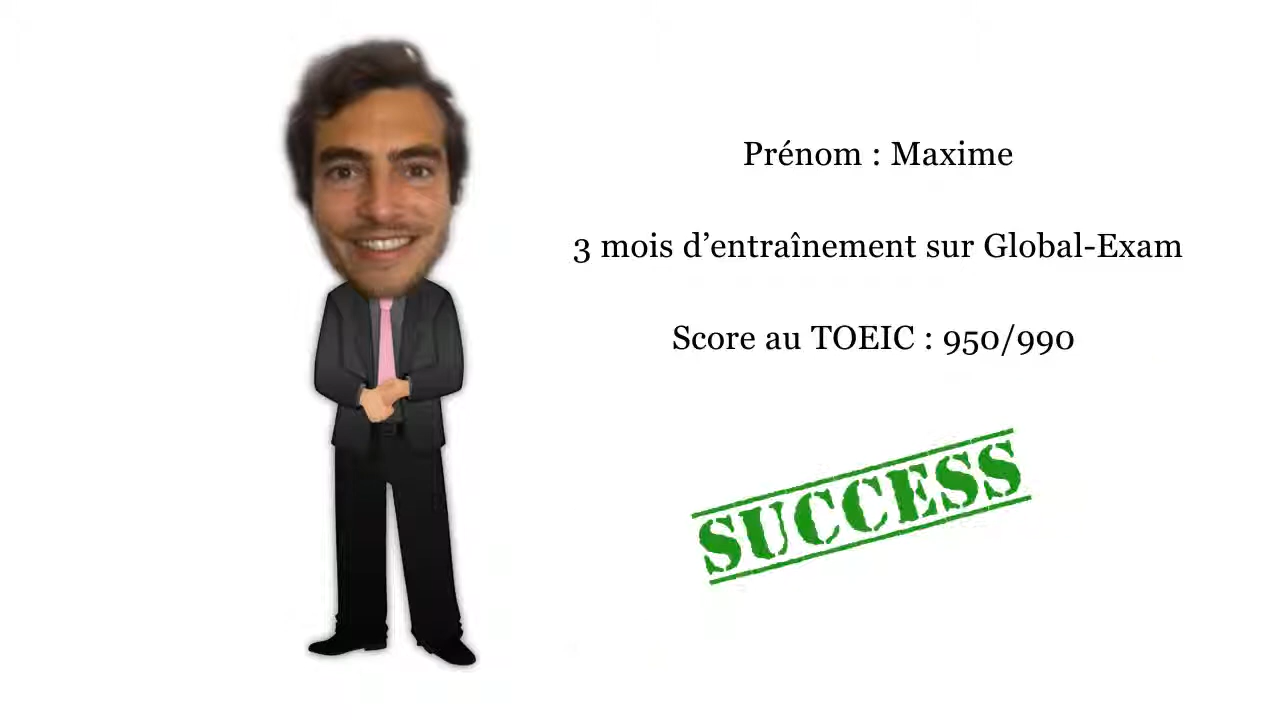 Prénom : Maxime
3 mois d’entraînement sur Global-Exam
Score au TOEIC : 950/990
SUCCESS